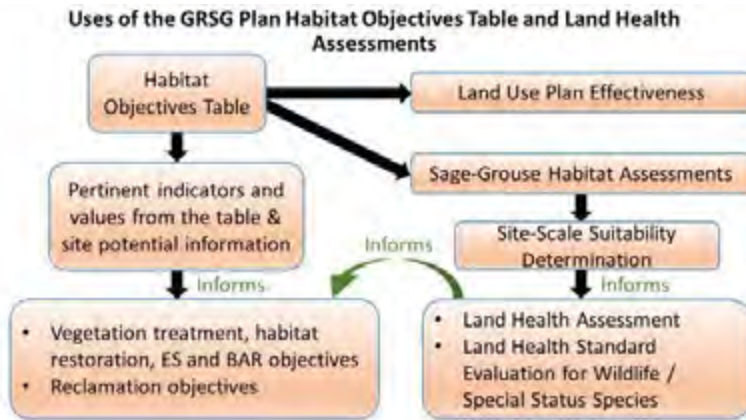 Uses of the GRSG Plan Habitat Objectives Table and Land Health
Assessments
Habitat
Objectives Table
Land Use Plan Effectiveness
Sage-Grouse Habitat Assessments
Pertinent indicators and
values from the table &
site potential information
Site-Scale Suitability
Determination
Informs
Informs
Informs
• Vegetation treatment, habitat
restoration, ES and BAR objectives
• Reclamation objectives
• Land Health Assessment
• Land Health Standard
Evaluation for Wildlife /
Special Status Species